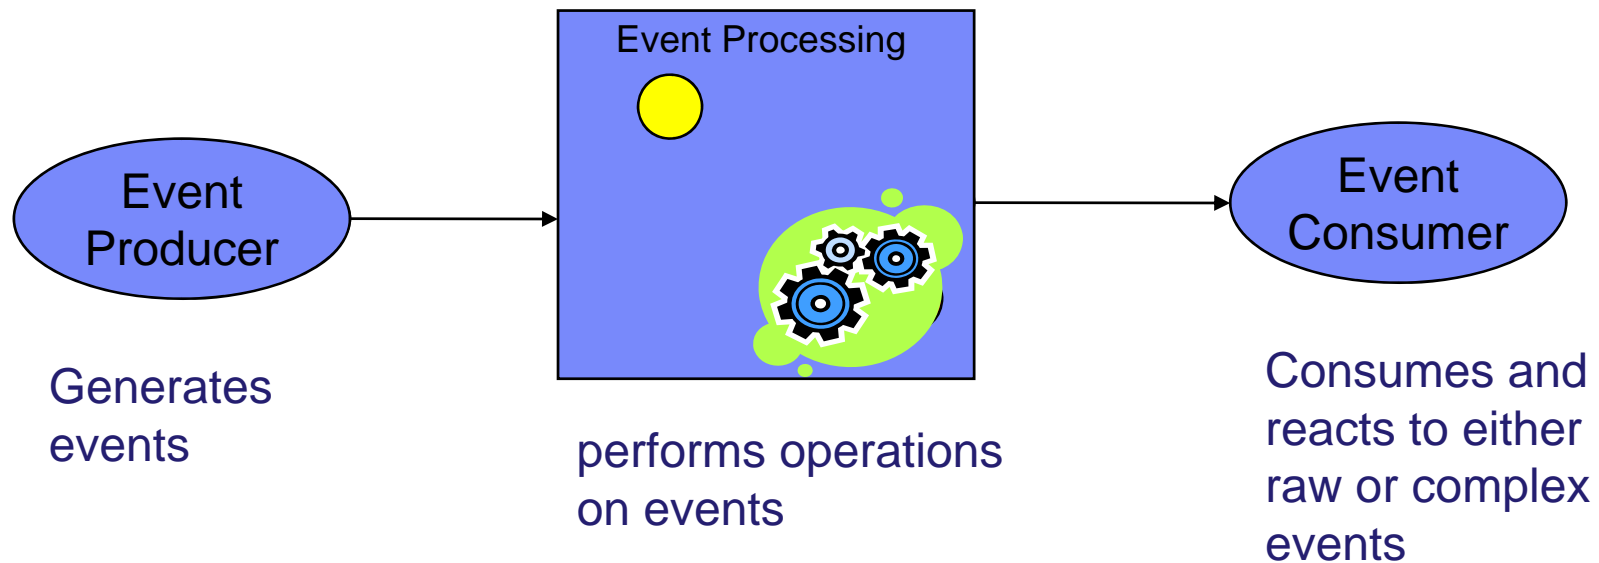 Event Processing
Event
Producer
Event
Consumer
Generates
events
performs operations
on events
Consumes and
reacts to either
raw or complex
events